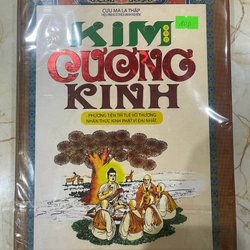 CƯU MA LA THẬP
KIM
CƯƠNG
KINH
PHƯƠNG TIỆN TRÍ TUỆ VÔ THƯỢNG
NHẬN THỨC KINH PHẬT VĨ ĐẠI NHẤT